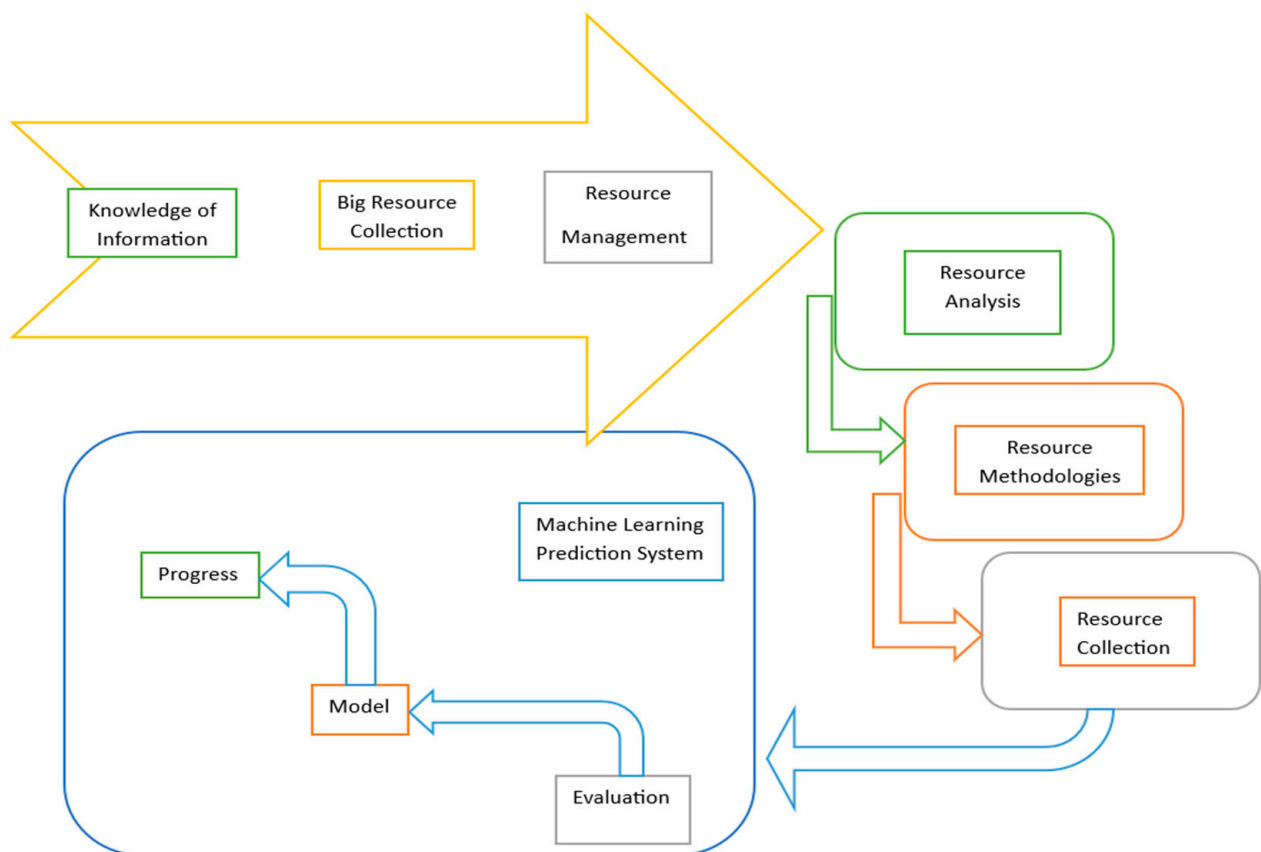 Knowledge of
Information
Big Resource
Collection
Resource
Management
Resource
Analysis
Resource
Methodologies
Machine Learning
Prediction System
Progress
Resource
Collection
Model
Evaluation